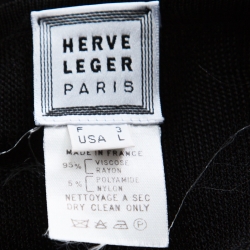 HERVE
LEGER
PARIS
F 3
USA L
MADE IN FRANCE
95% VISCOSE
RAYON
5% POLYAMIDE
NYLON
NETTOYAGE A SEC
DRY CLEAN ONLY